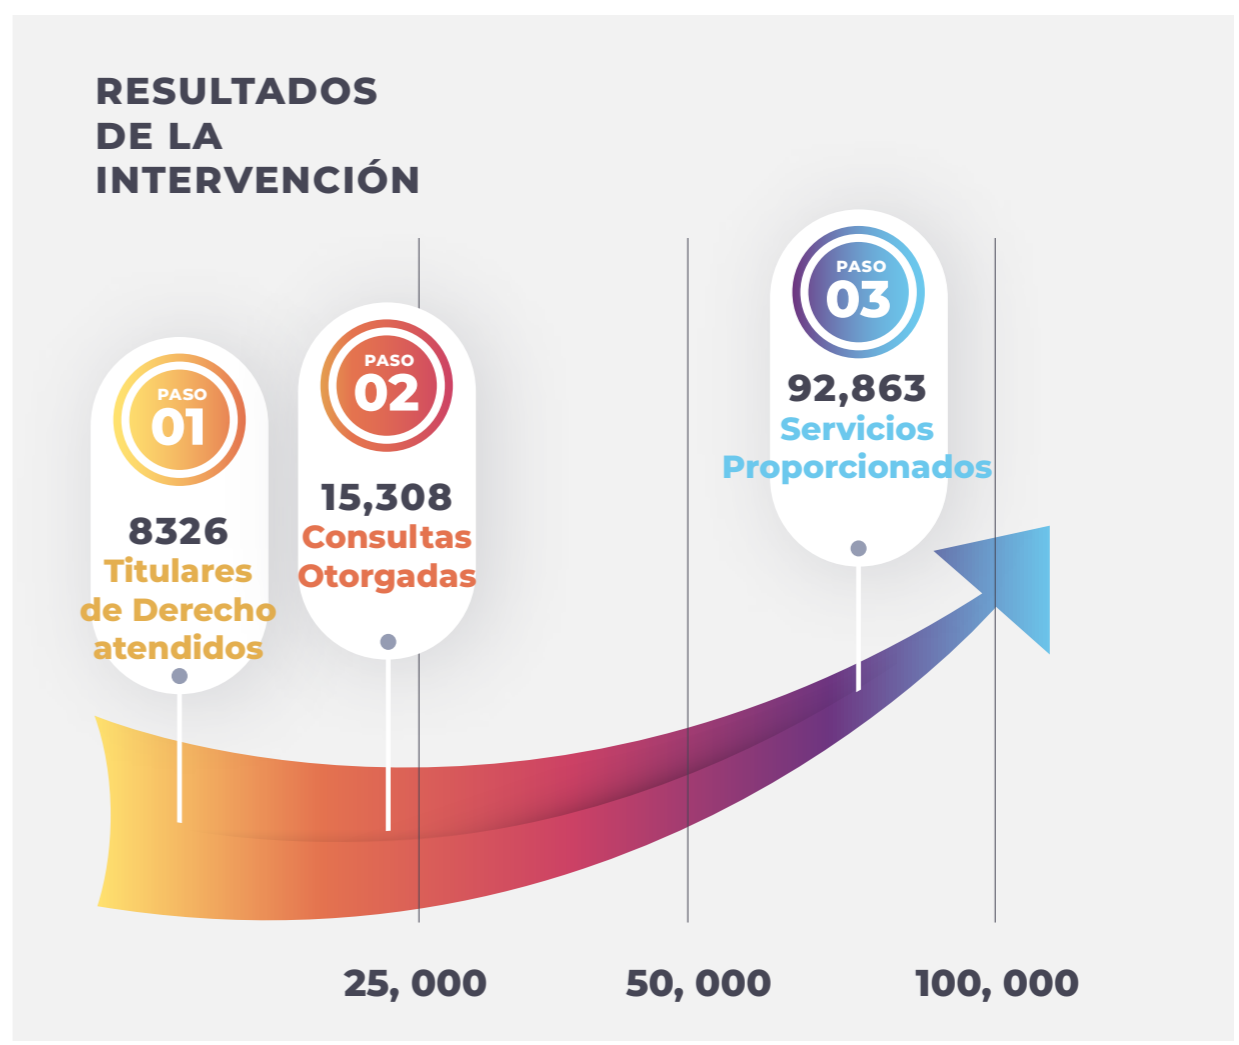 RESULTADOS
DE LA
INTERVENCIÓN
PASO
01
8326
Titulares
de Derecho
atendidos
PASO
02
15,308
Consultas
Otorgadas
PASO
03
92,863
Servicios
Proporcionados
25, 000
50, 000
100, 000